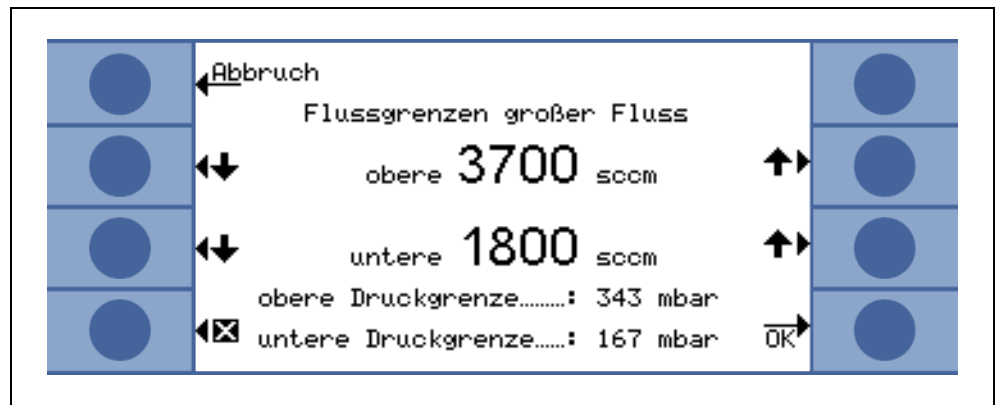 Abbruch
Flussgrenzen großer Fluss
obere 3700 sccm
untere 1800 sccm
obere Druckgrenze........: 343 mbar
untere Druckgrenze.....: 167 mbar
OK